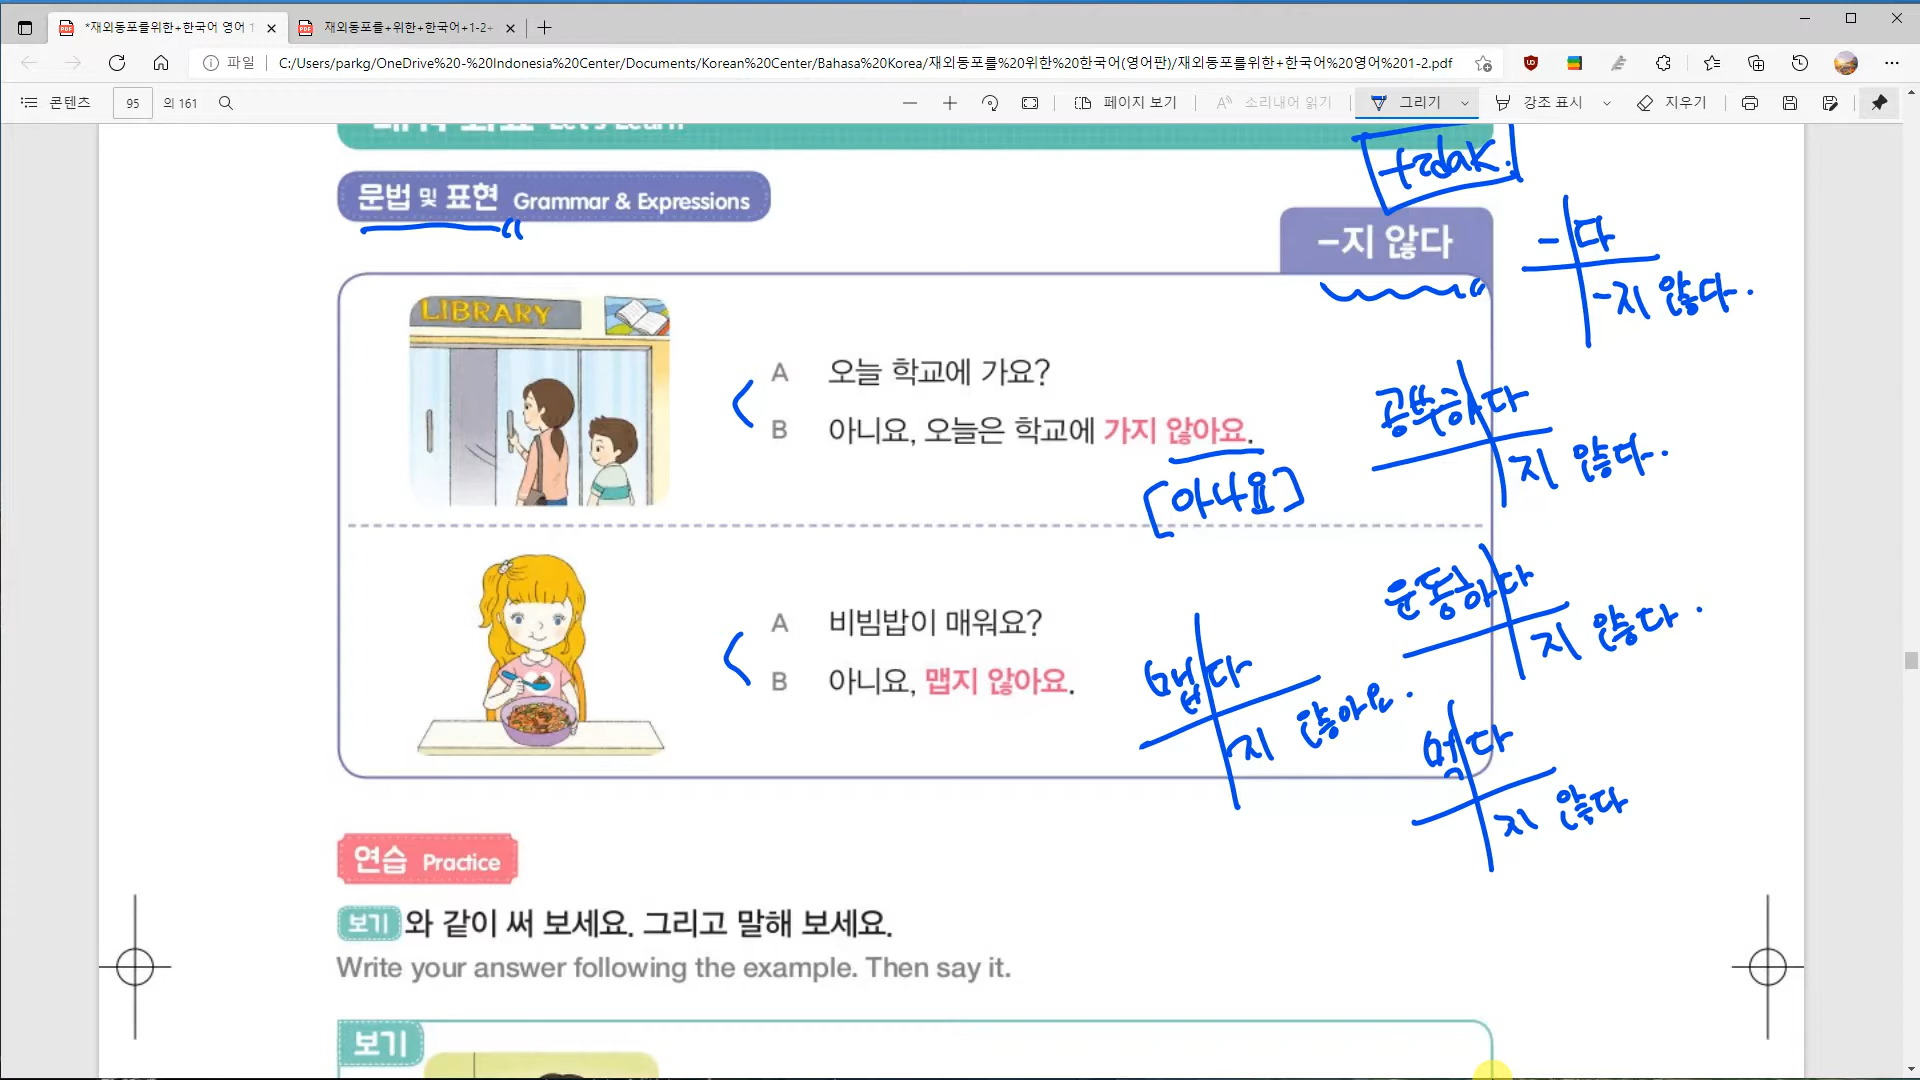 *재외동포를위한+한국어 영어 1
재외동포를+위한+한국어+1-2+
파일
C:/Users/parkg/OneDrive%20-%20Indonesia%20Center/Documents/Korean%20Center/Bahasa%20Korea/재외동포를%20위한%20한국어(영어판)/재외동포를위한+한국어%20영어%201-2.pdf
콘텐츠
95
의 161
페이지 보기
소리내어 읽기
그리기
강조 표시
지우기
Let's Learn
tidak
문법 및 표현 Grammar & Expressions
-지 않다
-다
-지 않다.
LIBRARY
A 오늘 학교에 가요?
B 아니요, 오늘은 학교에 가지 않아요.
[아나요]
공부하다
지 않다.
A 비빔밥이 매워요?
B 아니요, 맵지 않아요.
맵다
지 않아요.
운동하다
지 않다.
먹다
지 않다
연습 Practice
보기 와 같이 써 보세요. 그리고 말해 보세요.
Write your answer following the example. Then say it.
보기